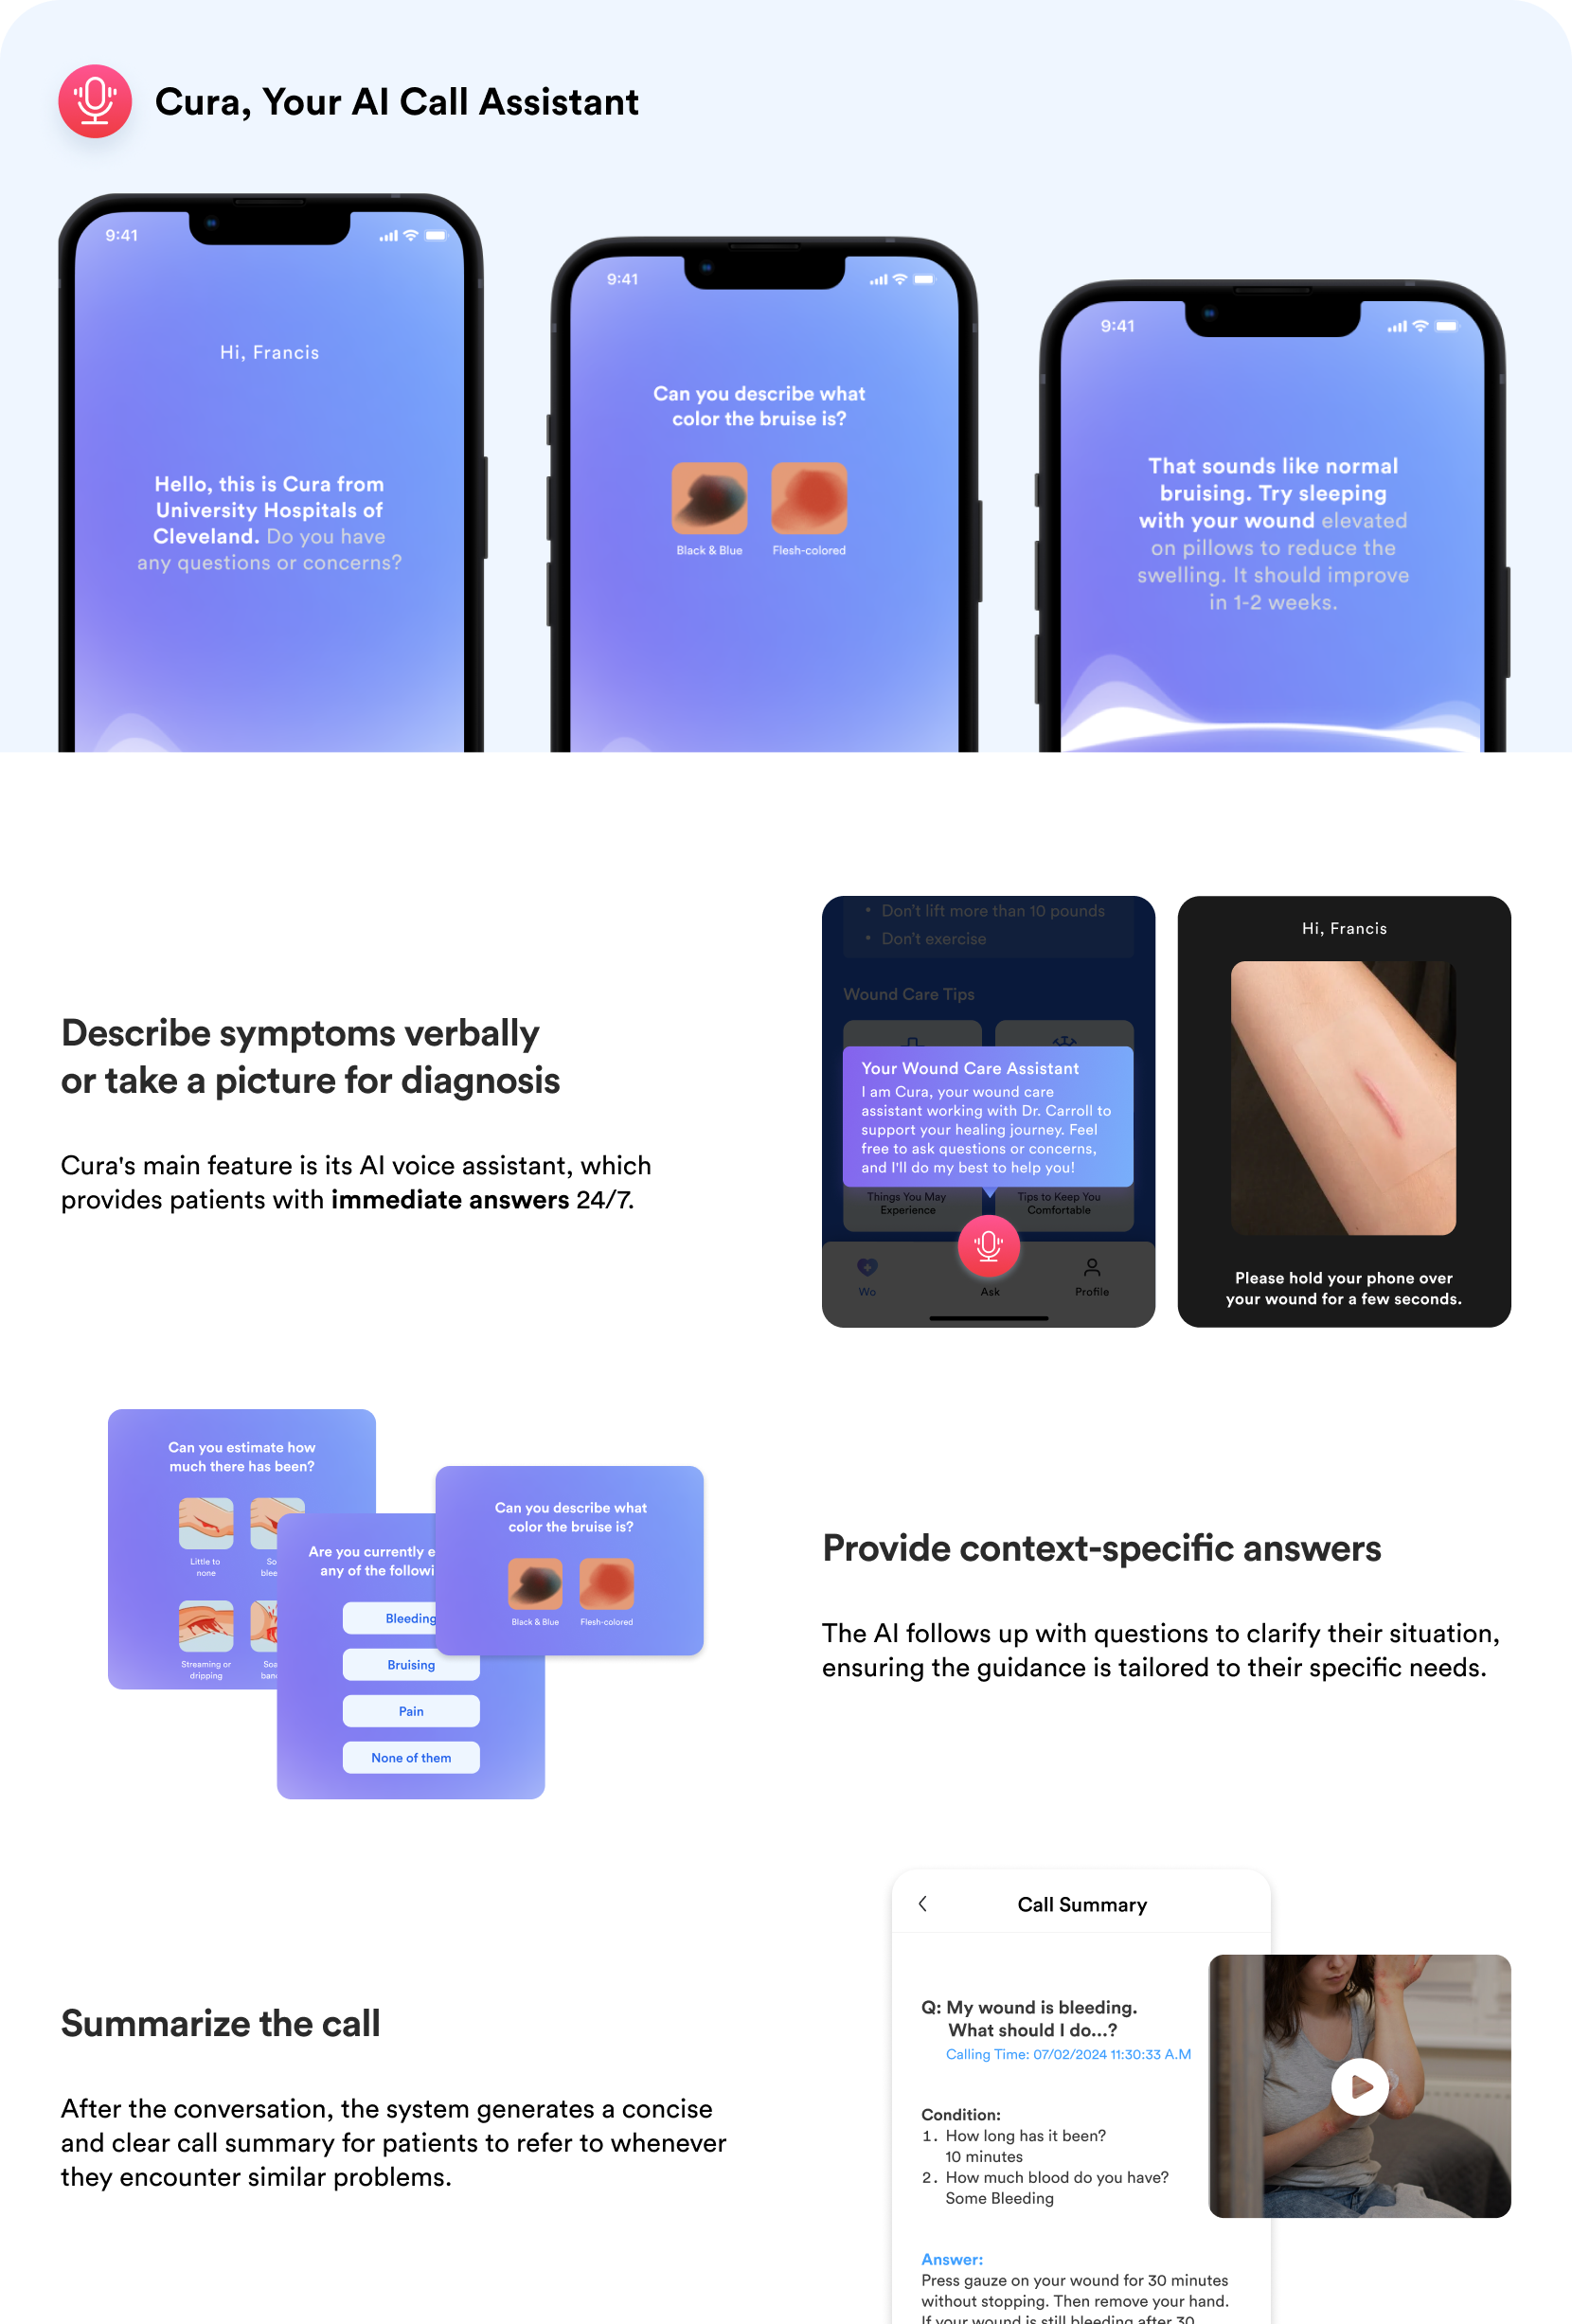 Cura, Your AI Call Assistant
9:41
Hi, Francis
Hello, this is Cura from
University Hospitals of
Cleveland. Do you have
any questions or concerns?
9:41
Can you describe what
color the bruise is?
Black & Blue
Flesh-colored
9:41
That sounds like normal
bruising. Try sleeping
with your wound elevated
on pillows to reduce the
swelling. It should improve
in 1-2 weeks.
Describe symptoms verbally
or take a picture for diagnosis
Cura's main feature is its AI voice assistant, which
provides patients with immediate answers 24/7.
• Don't lift more than 10 pounds
• Don't exercise
Wound Care Tips
Your Wound Care Assistant
I am Cura, your wound care
assistant working with Dr. Carroll to
support your healing journey. Feel
free to ask questions or concerns,
and I'll do my best to help you!
Things You May
Experience
Tips to Keep You
Comfortable
Wo
Ask
Profile
Hi, Francis
Please hold your phone over
your wound for a few seconds.
Can you estimate how
much there has been?
Little to
none
So
blee
Streaming or
dripping
Soa
ban
Are you currently e
any of the followi
Bleeding
Bruising
Pain
None of them
Can you describe what
color the bruise is?
Black & Blue
Flesh-colored
Provide context-specific answers
The AI follows up with questions to clarify their situation,
ensuring the guidance is tailored to their specific needs.
Summarize the call
After the conversation, the system generates a concise
and clear call summary for patients to refer to whenever
they encounter similar problems.
Call Summary
Q: My wound is bleeding.
What should I do...?
Calling Time: 07/02/2024 11:30:33 A.M
Condition:
1. How long has it been?
10 minutes
2. How much blood do you have?
Some Bleeding
Answer:
Press gauze on your wound for 30 minutes
without stopping. Then remove your hand.
If your wound is still bleeding after 30